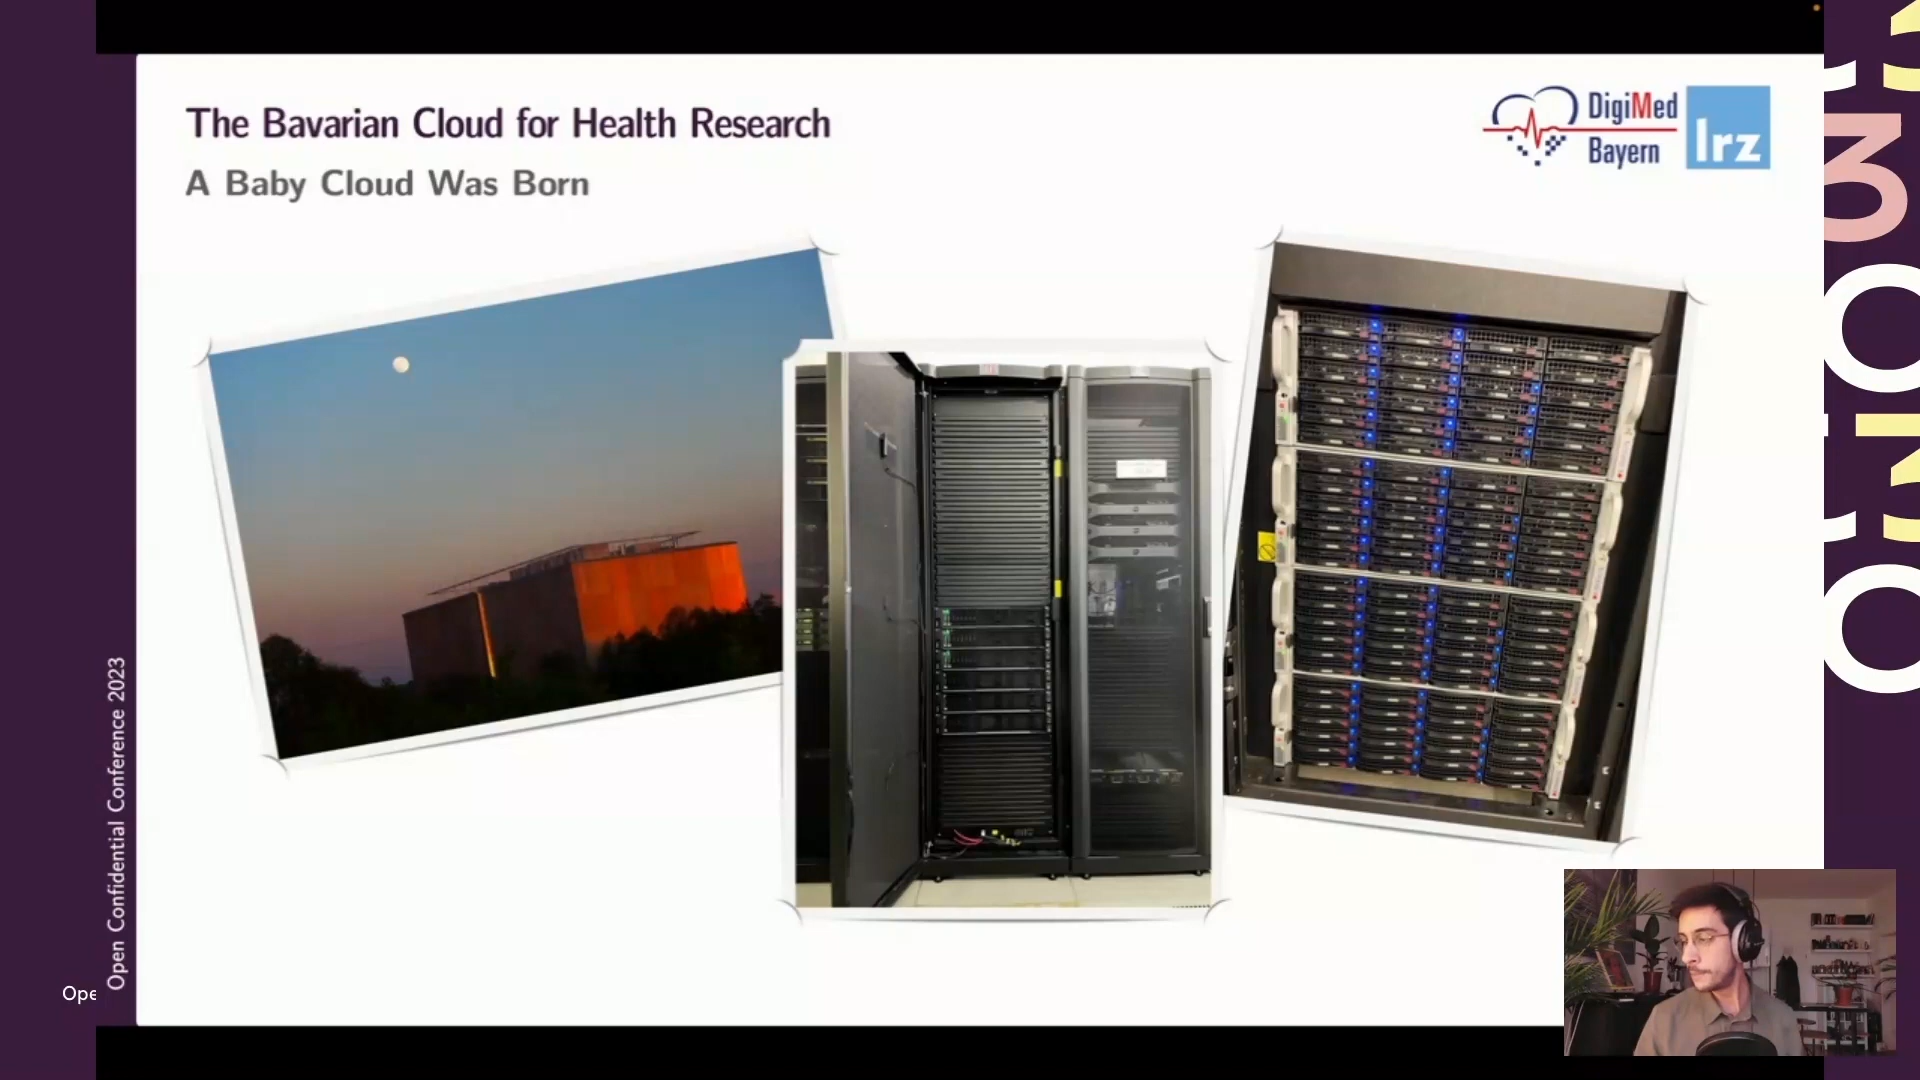 The Bavarian Cloud for Health Research
A Baby Cloud Was Born
DigiMed
Bayern
lrz
Open Confidential Conference 2023
Ope